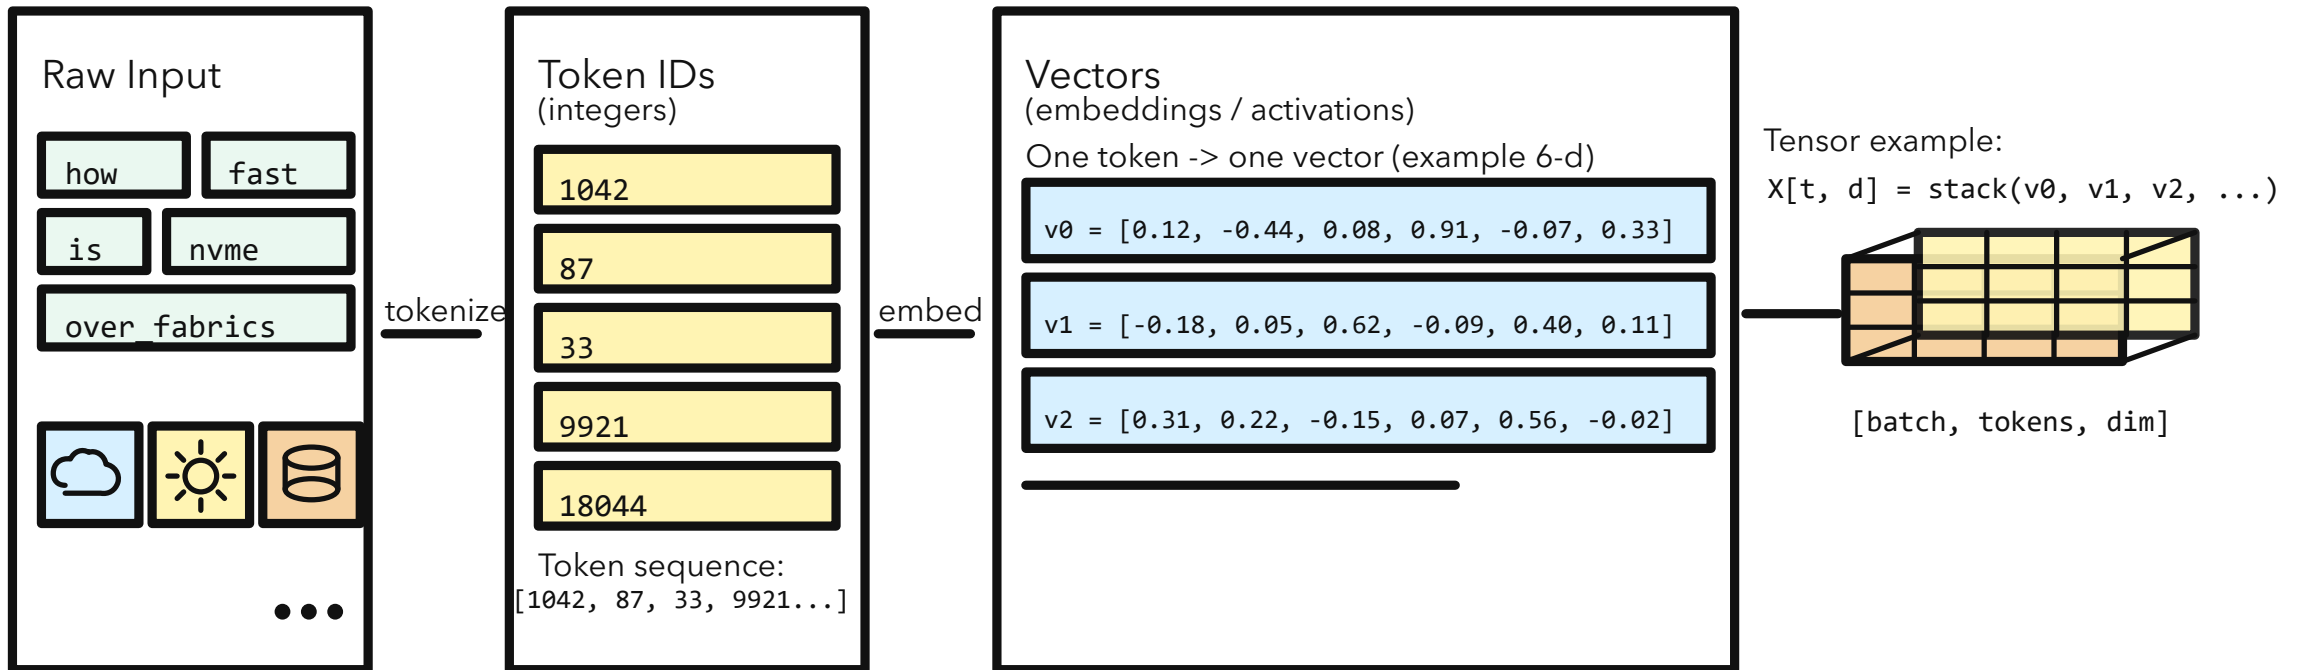 Raw Input
how fast
is nvme
over_fabrics
tokenize
Token IDs
(integers)
1042
87
33
9921
18044
Token sequence:
[1042, 87, 33, 9921...]
embed
Vectors
(embeddings / activations)
One token -> one vector (example 6-d)
v0 = [0.12, -0.44, 0.08, 0.91, -0.07, 0.33]
v1 = [-0.18, 0.05, 0.62, -0.09, 0.40, 0.11]
v2 = [0.31, 0.22, -0.15, 0.07, 0.56, -0.02]
Tensor example:
X[t, d] = stack(v0, v1, v2, ...)
[batch, tokens, dim]